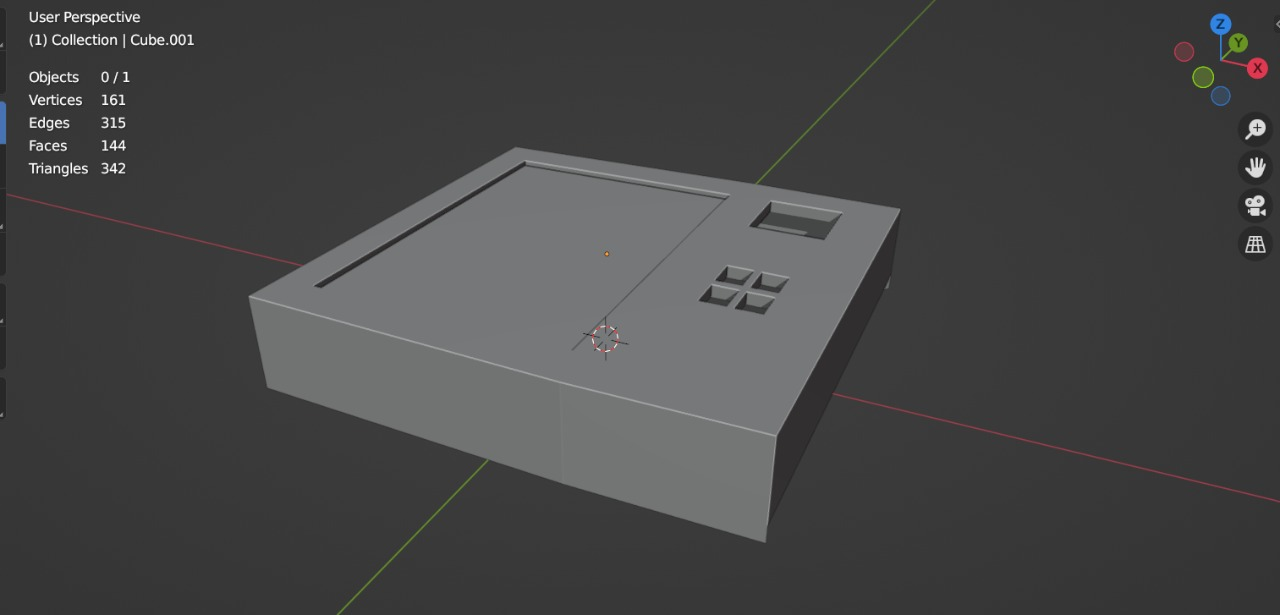 User Perspective
(1) Collection | Cube.001
Objects 0 / 1
Vertices 161
Edges 315
Faces 144
Triangles 342
Z
Y
X